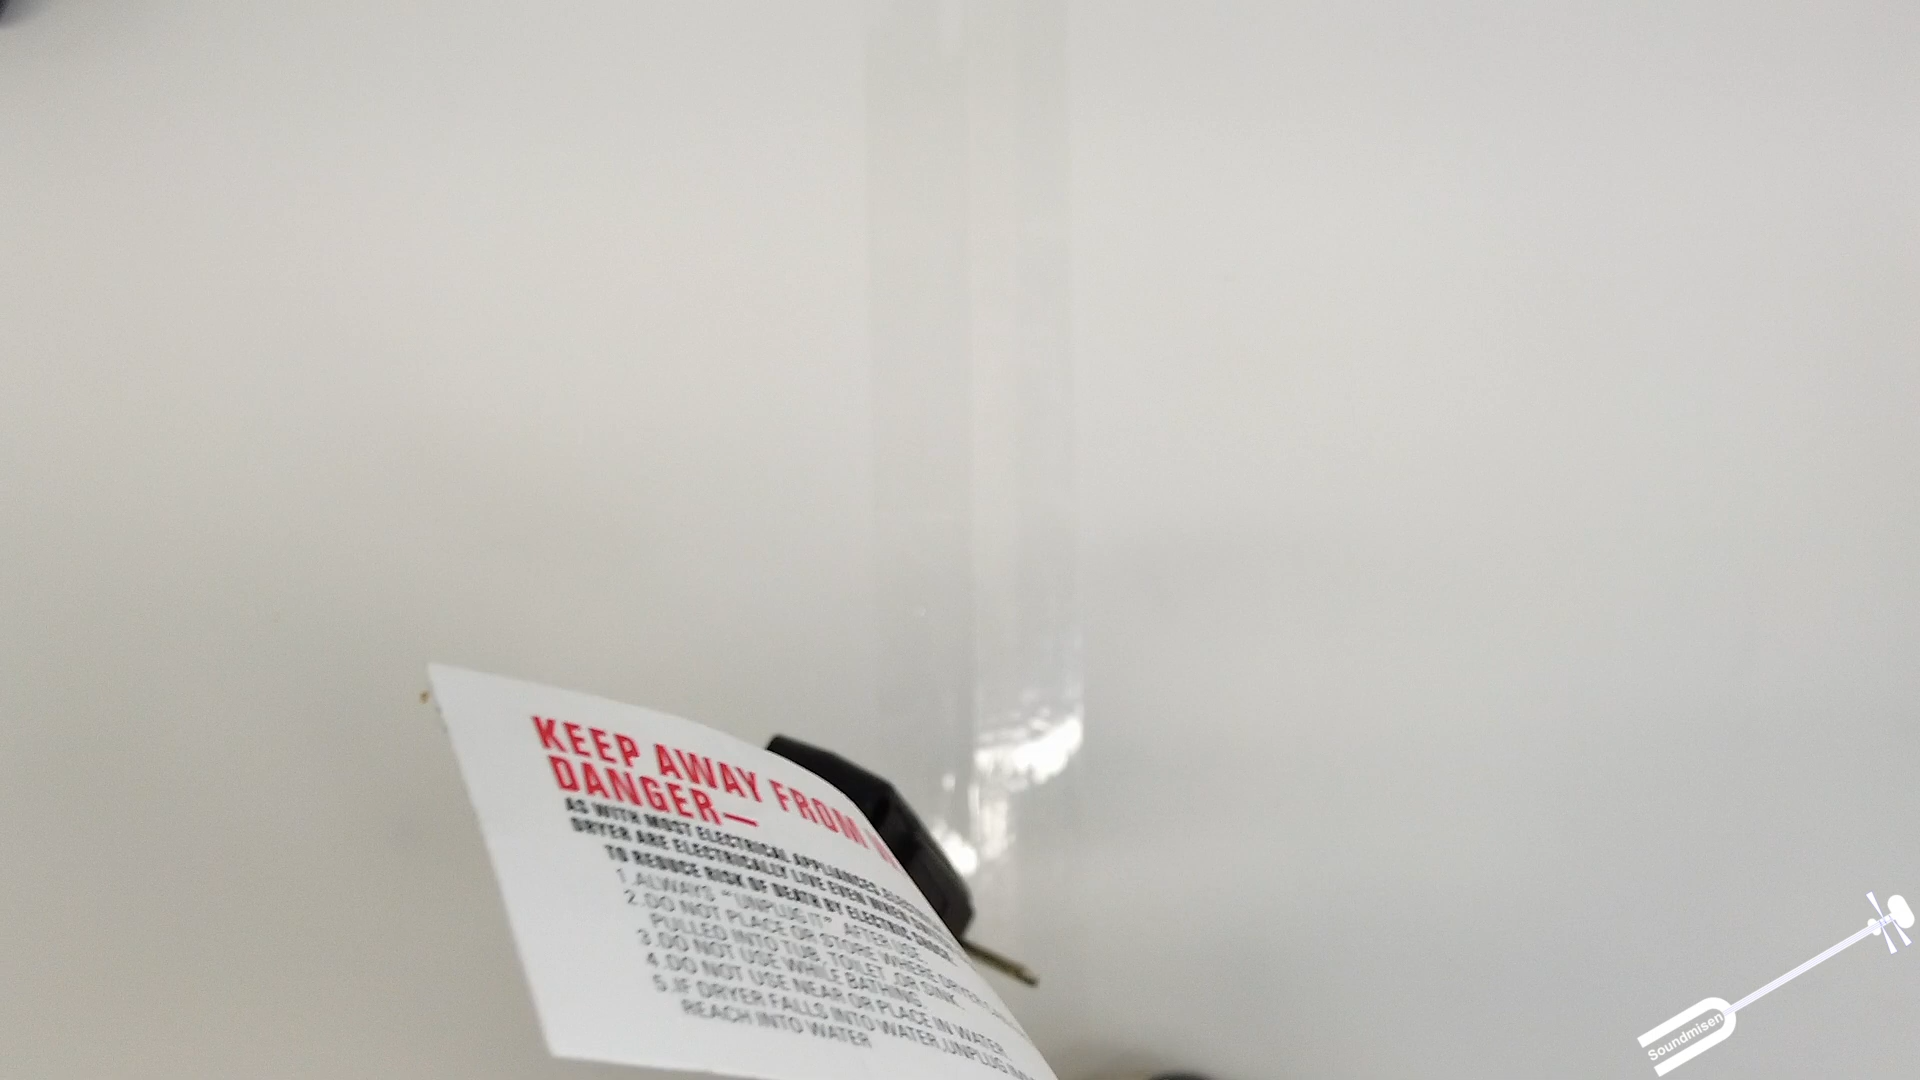 KEEP AWAY FROM
DANGER—
AS WITH MOST ELECTRICAL APPLIANCES,
DRYER ARE ELECTRICALLY LIVE EVEN WHEN
TO REDUCE RISK OF DEATH BY ELECTRIC SHOCK.
1.ALWAYS "UNPLUG IT" AFTER USE.
2.DO NOT PLACE OR STORE WHERE DRYER
PULLED INTO TUB, TOILET ,OR SINK.
3.DO NOT USE WHILE BATHING.
4.DO NOT USE NEAR OR PLACE IN WATER.
5.IF DRYER FALLS INTO WATER,UNPLUG
REACH INTO WATER
Soundmisen